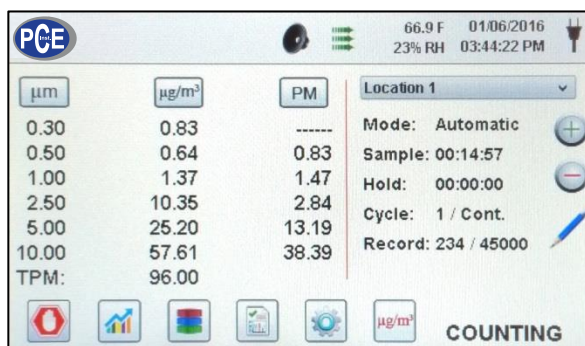 PCE Inst.
66.9 F 01/06/2016
23% RH 03:44:22 PM
µm µg/m³ PM
0.30 0.83 ------
0.50 0.64 0.83
1.00 1.37 1.47
2.50 10.35 2.84
5.00 25.20 13.19
10.00 57.61 38.39
TPM: 96.00
Location 1
Mode: Automatic
Sample: 00:14:57
Hold: 00:00:00
Cycle: 1 / Cont.
Record: 234 / 45000
µg/m³
COUNTING